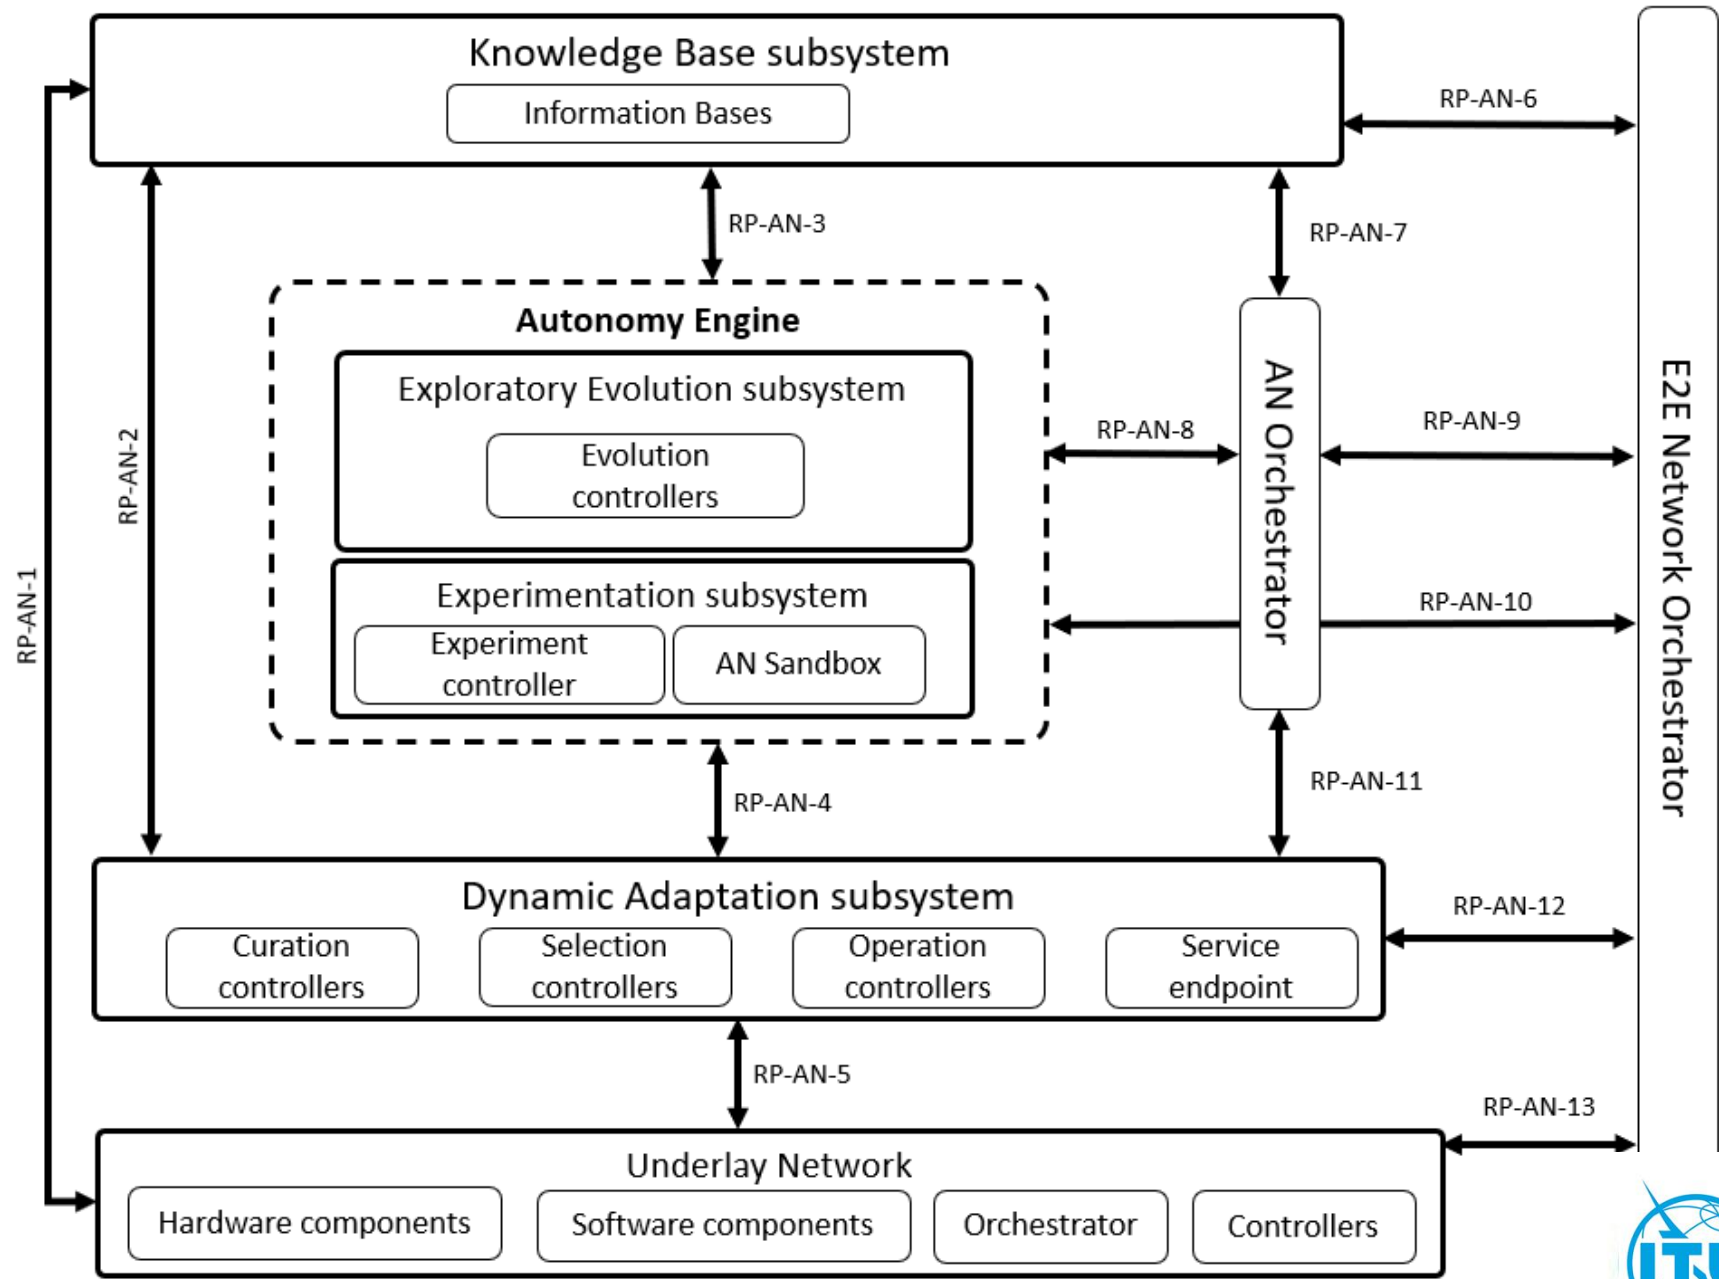 Knowledge Base subsystem
Information Bases
RP-AN-6
RP-AN-3
RP-AN-7
Autonomy Engine
Exploratory Evolution subsystem
Evolution
controllers
RP-AN-8
RP-AN-9
AN Orchestrator
E2E Network Orchestrator
RP-AN-2
RP-AN-1
Experimentation subsystem
Experiment
controller
AN Sandbox
RP-AN-10
RP-AN-4
RP-AN-11
Dynamic Adaptation subsystem
Curation
controllers
Selection
controllers
Operation
controllers
Service
endpoint
RP-AN-12
RP-AN-5
RP-AN-13
Underlay Network
Hardware components
Software components
Orchestrator
Controllers
ITU